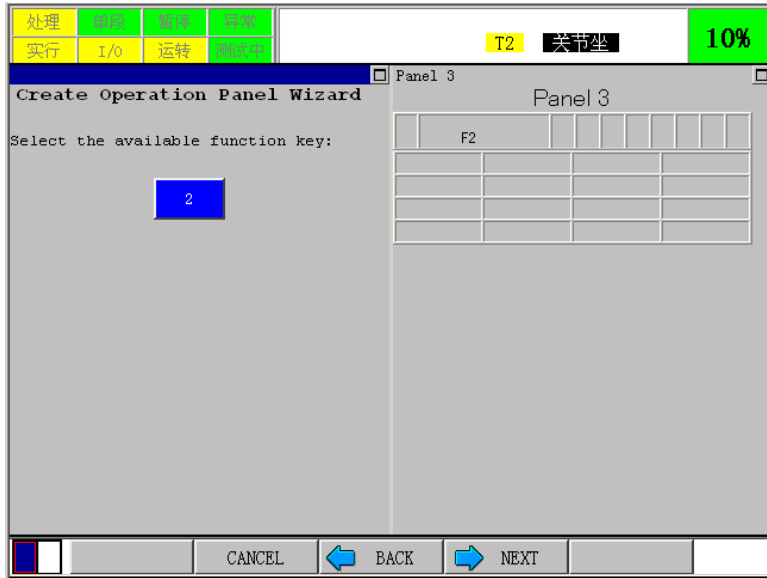 处理 单段 暂停 异常
实行 I/O 运转 测试中
T2 关节坐 10%
Panel 3
Create Operation Panel Wizard
Panel 3
Select the available function key:
F2
2
CANCEL BACK NEXT